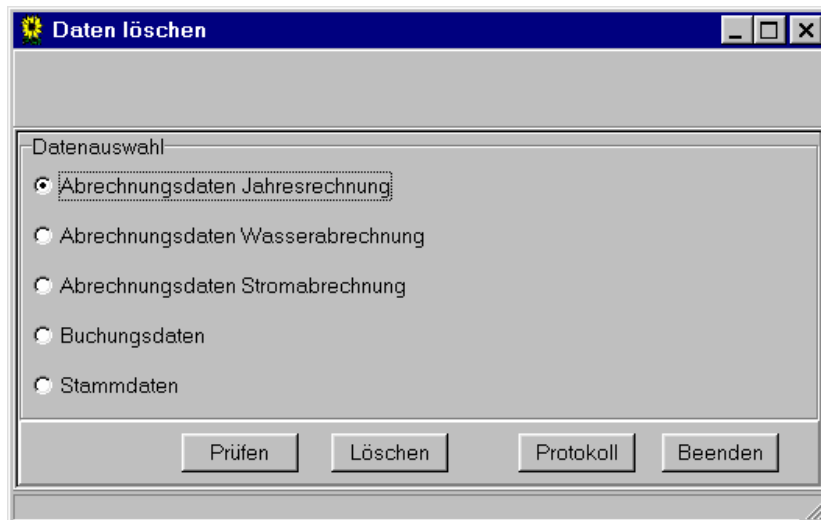 Daten löschen
Datenauswahl
Abrechnungsdaten Jahresrechnung
Abrechnungsdaten Wasserabrechnung
Abrechnungsdaten Stromabrechnung
Buchungsdaten
Stammdaten
Prüfen Löschen Protokoll Beenden